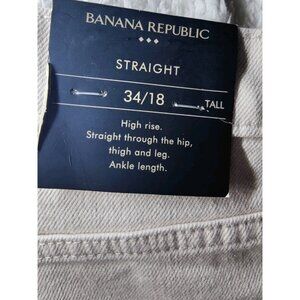 BANANA REPUBLIC
STRAIGHT
34/18 TALL
High rise.
Straight through the hip,
thigh and leg.
Ankle length.